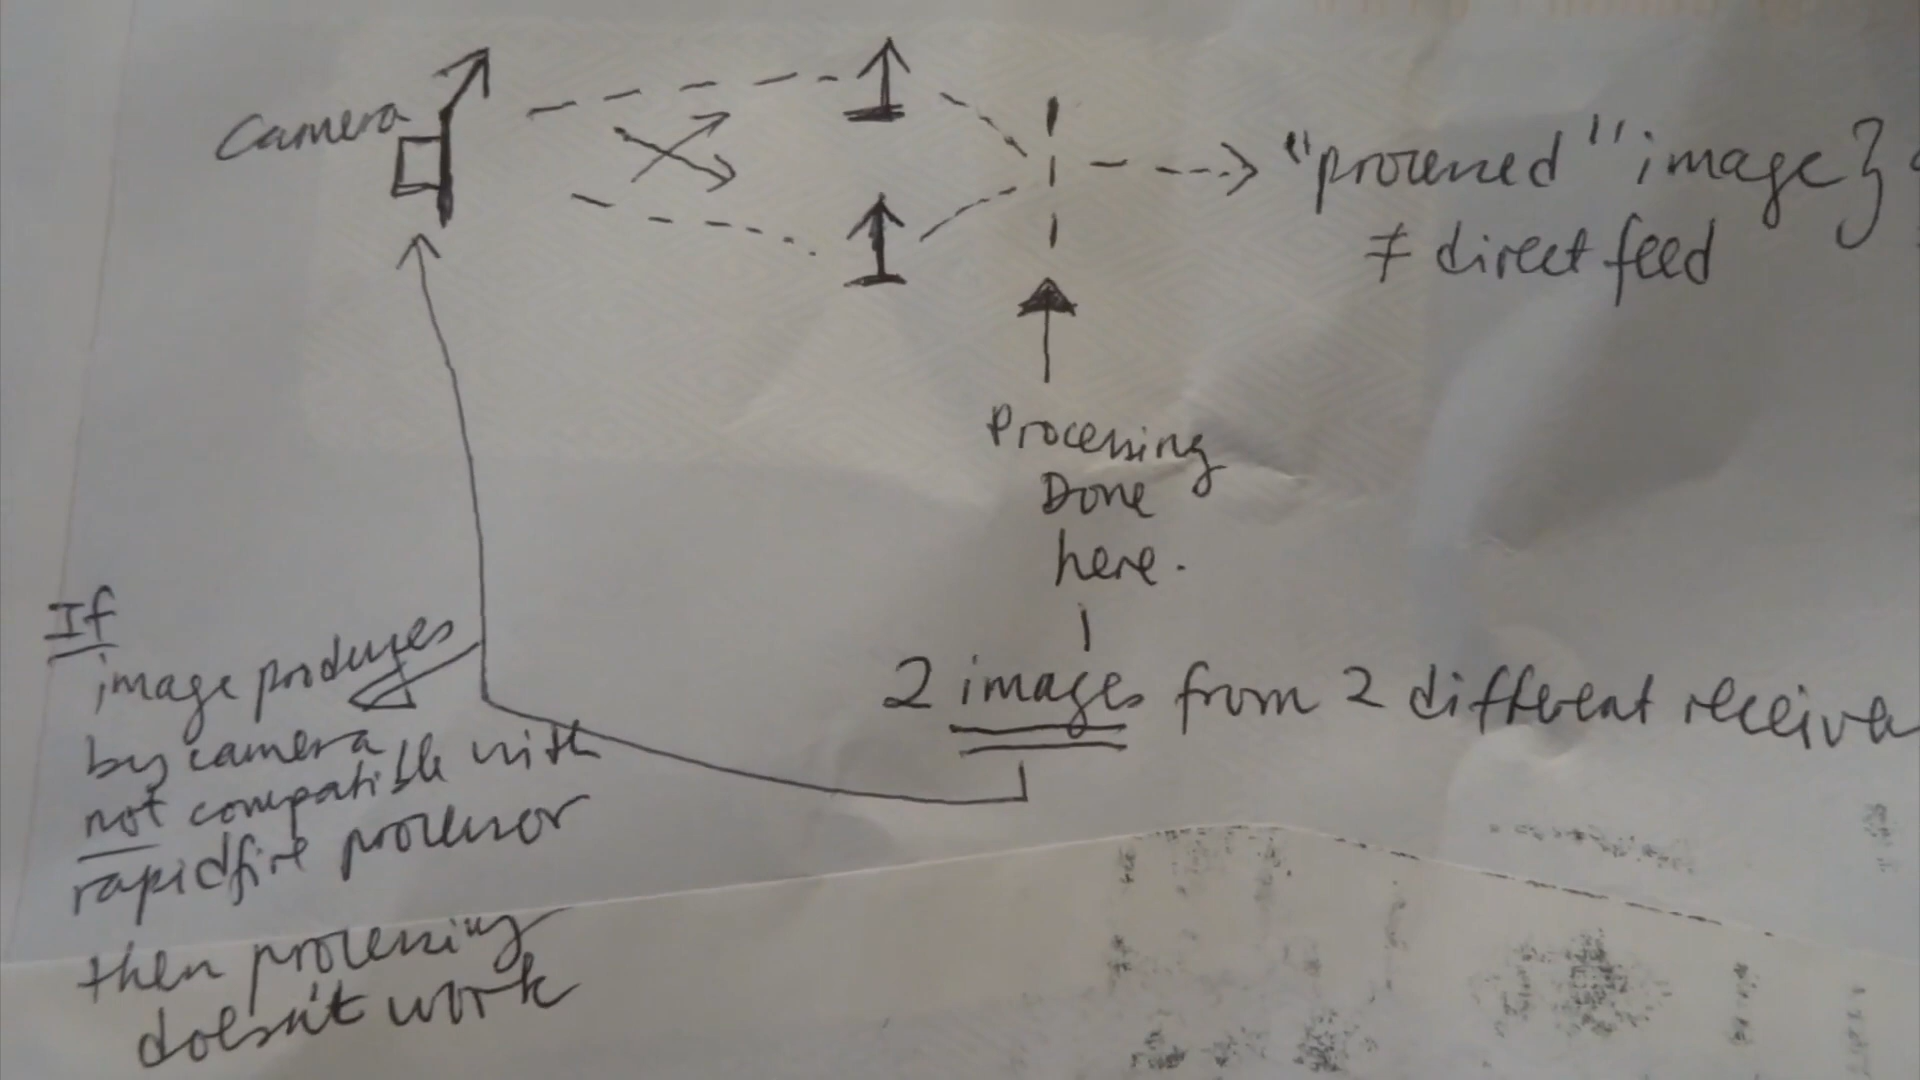 Camera
"processed" image}
≠ direct feed
Processing
Done
here.
2 images from 2 different
If
image produces
by camera
not compatible with
rapidfire processor
then processing
doesn't work